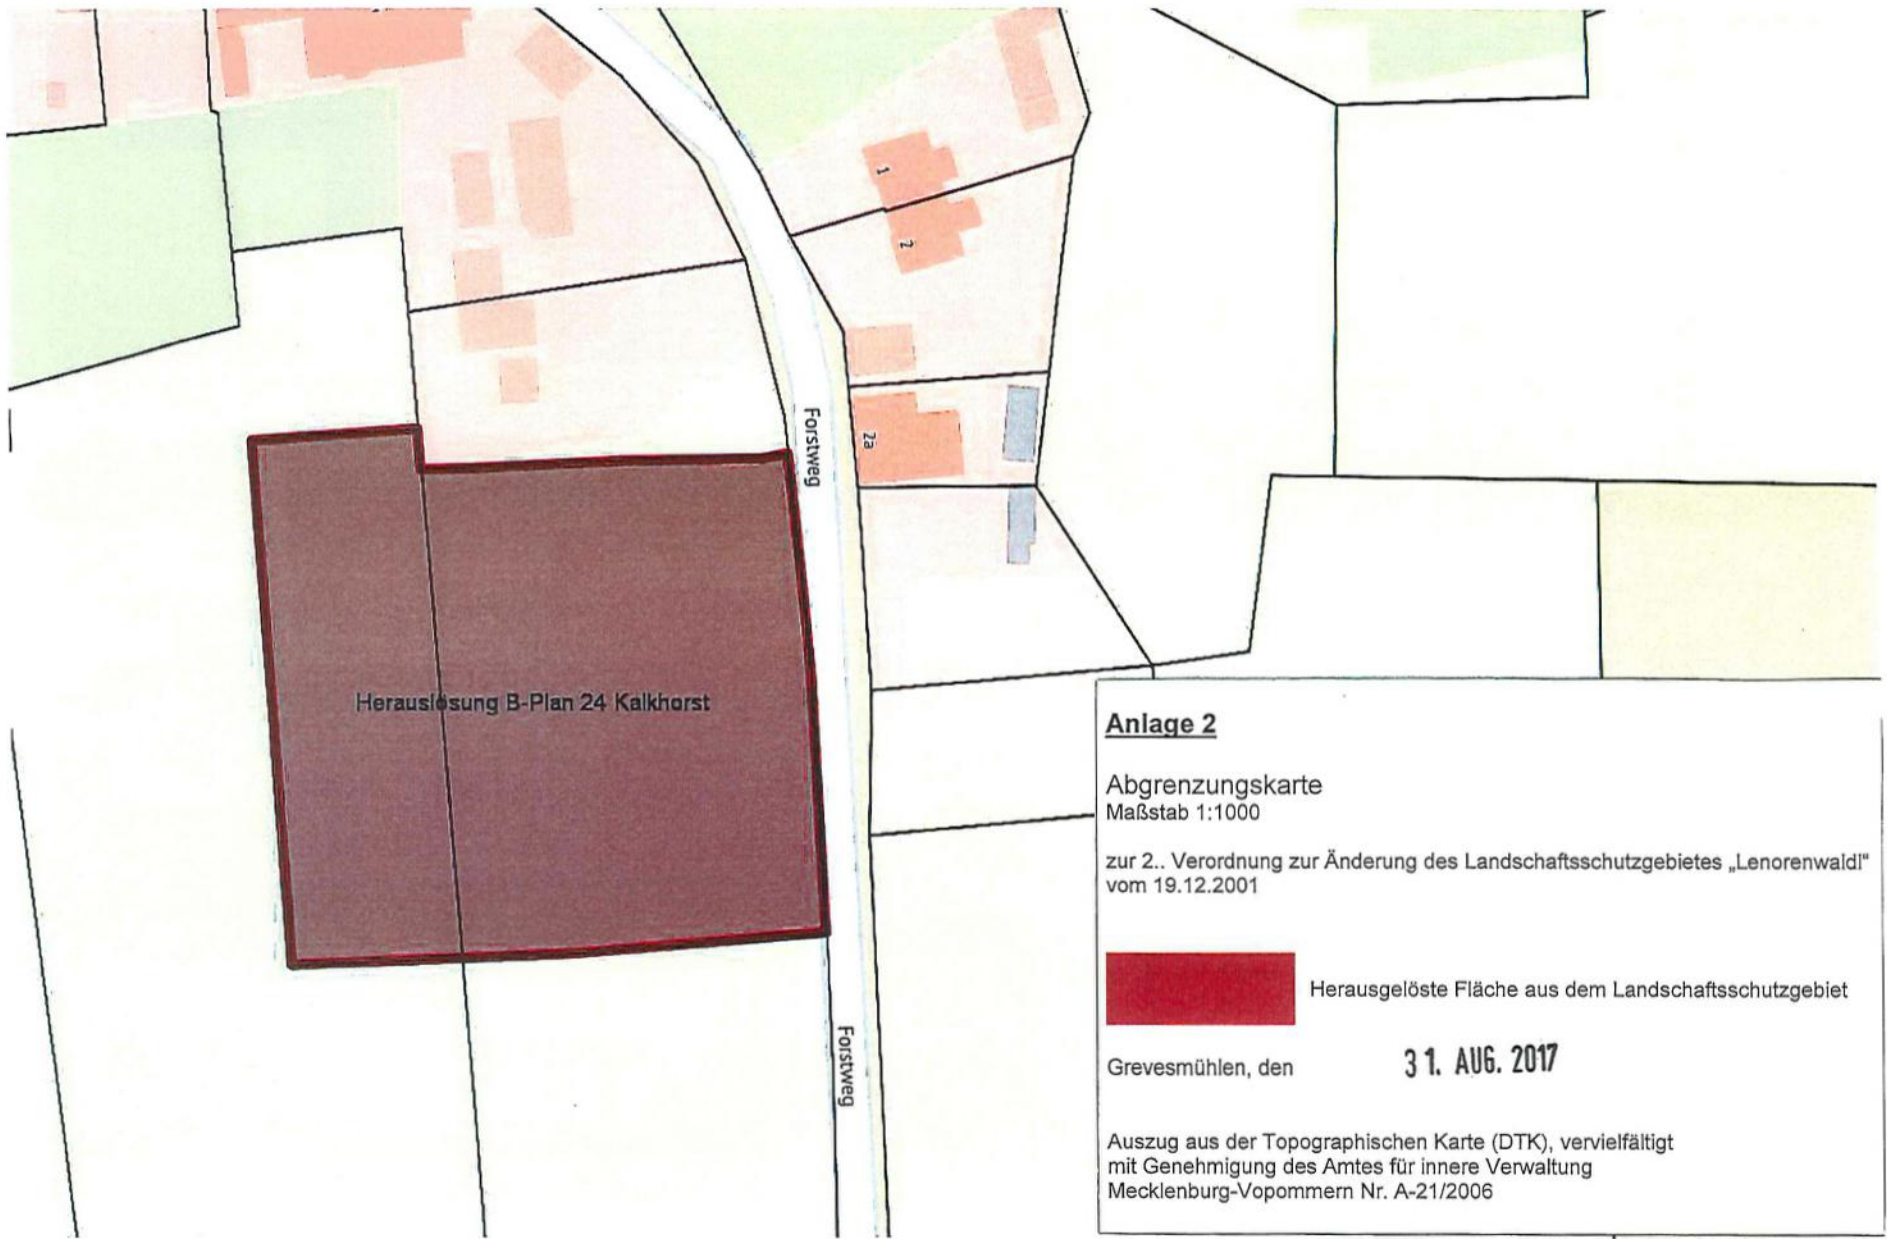 1
2
2a
Forstweg
Herauslösung B-Plan 24 Kalkhorst
Forstweg
Anlage 2
Abgrenzungskarte
Maßstab 1:1000
zur 2.. Verordnung zur Änderung des Landschaftsschutzgebietes „Lenorenwaldl“
vom 19.12.2001
Herausgelöste Fläche aus dem Landschaftsschutzgebiet
Grevesmühlen, den 31. AUG. 2017
Auszug aus der Topographischen Karte (DTK), vervielfältigt
mit Genehmigung des Amtes für innere Verwaltung
Mecklenburg-Vopommern Nr. A-21/2006